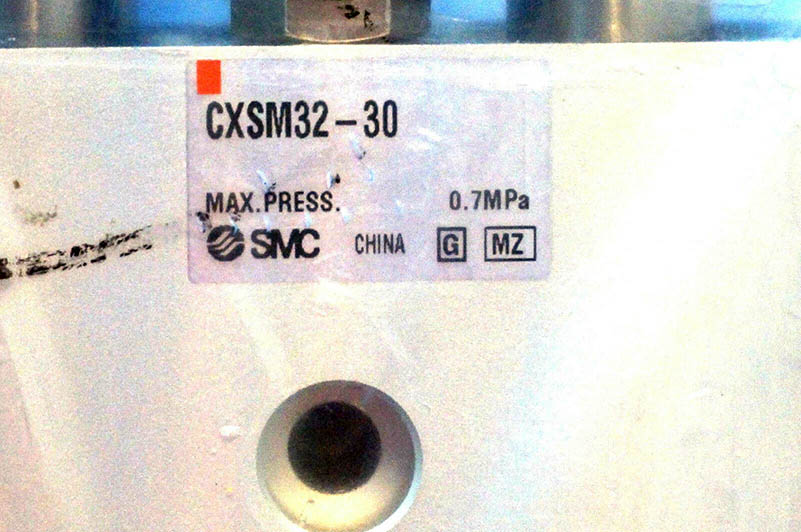 CXSM32-30
MAX.PRESS. 0.7MPa
SMC CHINA G MZ